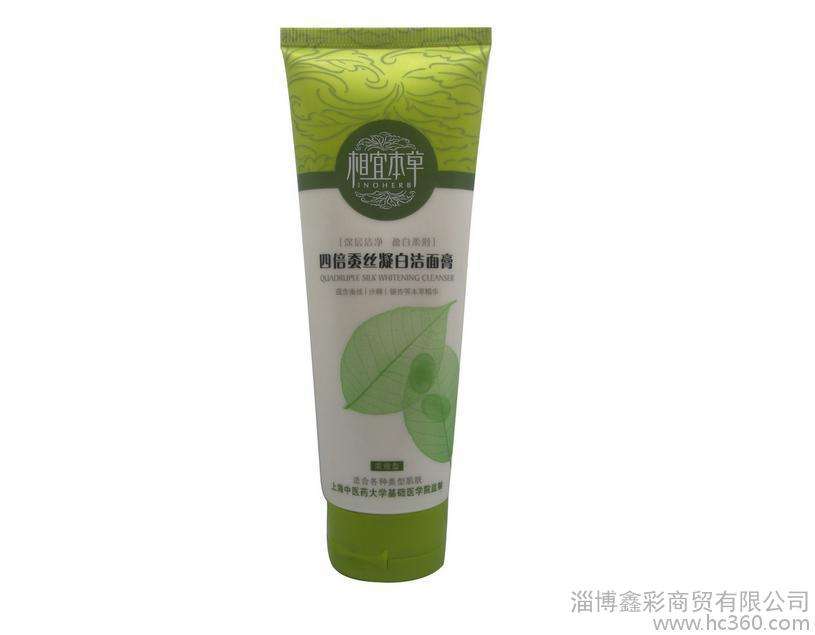 相宜本草
INOHERB
[深层洁净 盈白柔润]
四倍蚕丝凝白洁面膏
QUADRUPLE SILK WHITENING CLEANSER
适合各种类型肌肤
上海中医药大学基础医学院监制
淄博鑫彩商贸有限公司
www.hc360.com